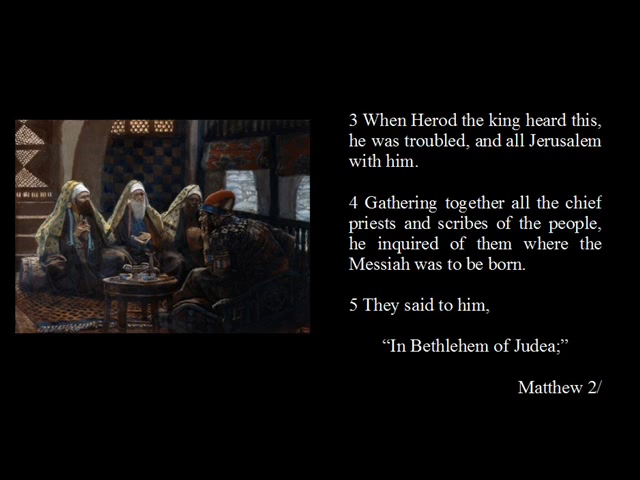 3 When Herod the king heard this,
he was troubled, and all Jerusalem
with him.
4 Gathering together all the chief
priests and scribes of the people,
he inquired of them where the
Messiah was to be born.
5 They said to him,
“In Bethlehem of Judea;”
Matthew 2/